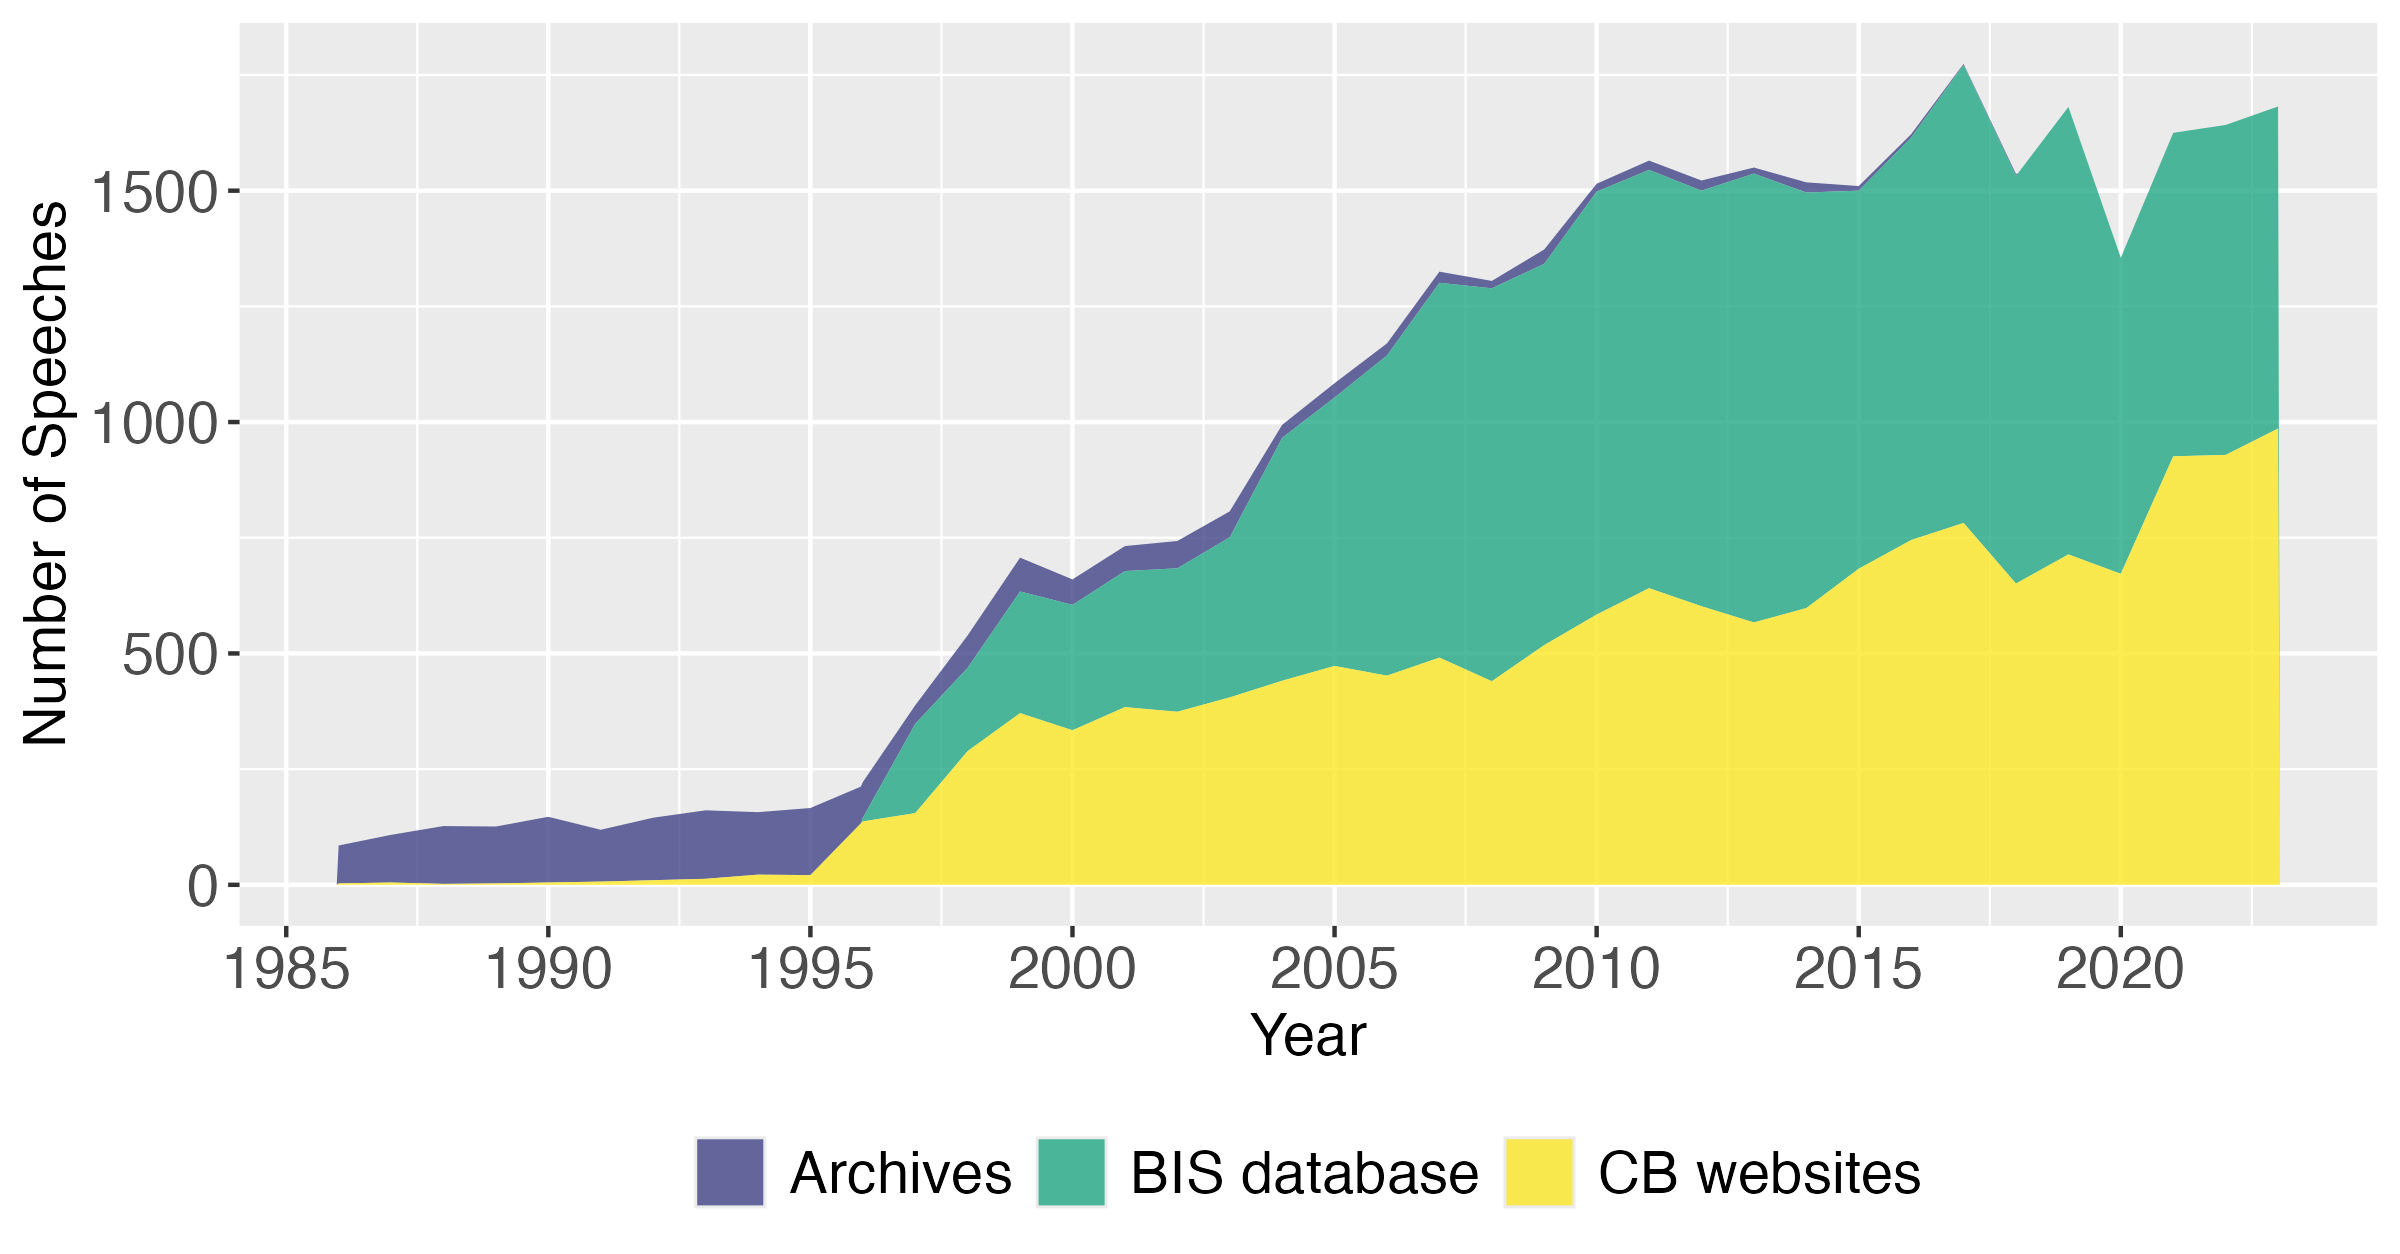 Number of Speeches
1500
1000
500
0
1985 1990 1995 2000 2005 2010 2015 2020
Year
Archives BIS database CB websites